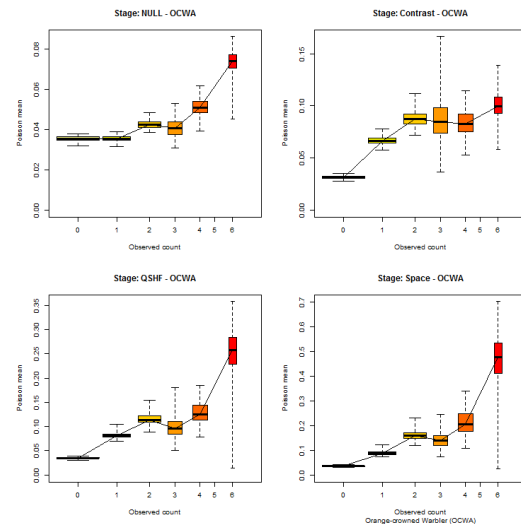 Stage: NULL - OCWA
Poisson mean
0.00 0.02 0.04 0.06 0.08
0 1 2 3 4 5 6
Observed count
Stage: Contrast - OCWA
Poisson mean
0.00 0.05 0.10 0.15
0 1 2 3 4 5 6
Observed count
Stage: QSHF - OCWA
Poisson mean
0.00 0.05 0.10 0.15 0.20 0.25 0.30 0.35
0 1 2 3 4 5 6
Observed count
Stage: Space - OCWA
Poisson mean
0.0 0.1 0.2 0.3 0.4 0.5 0.6 0.7
0 1 2 3 4 5 6
Observed count
Orange-crowned Warbler (OCWA)